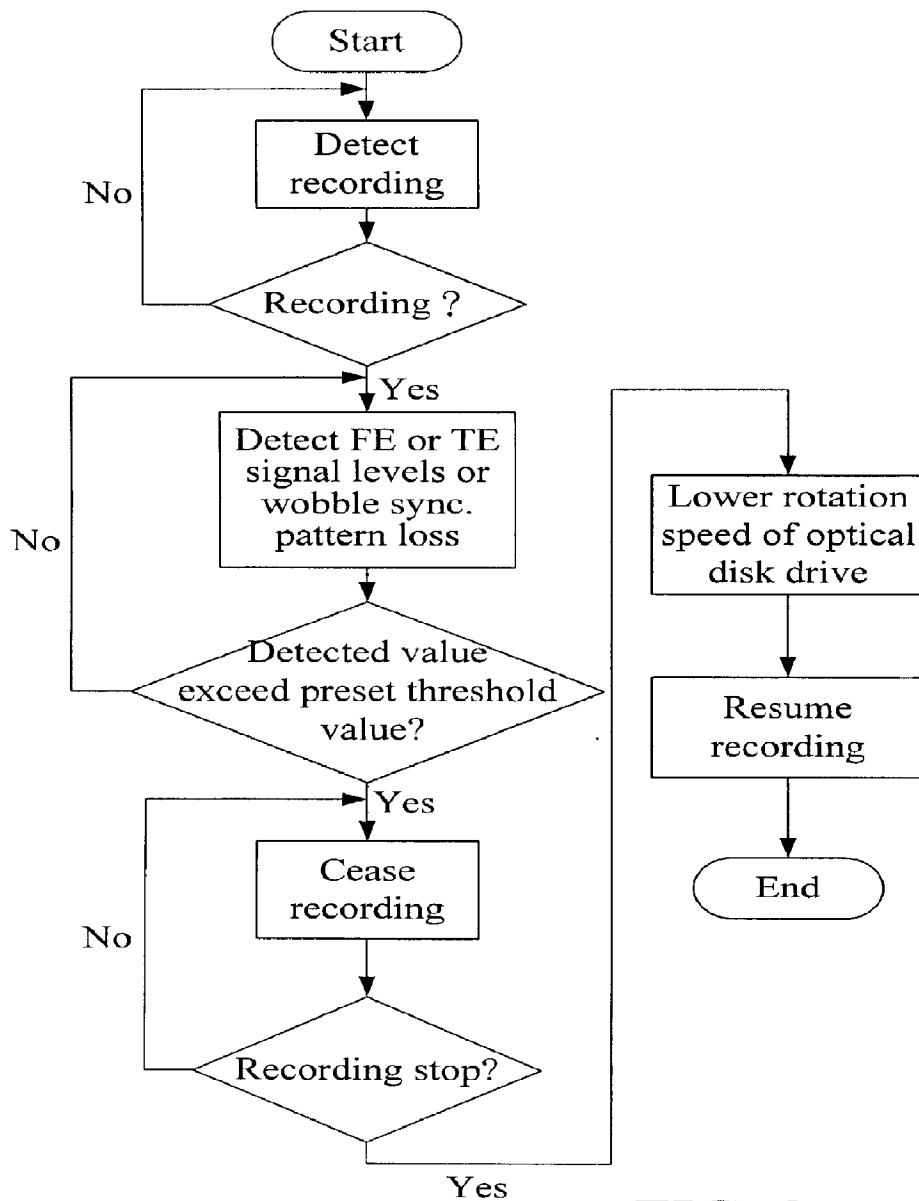 Start
Detect
recording
No
Recording ?
Yes
Detect FE or TE
signal levels or
wobble sync.
pattern loss
No
Detected value
exceed preset threshold
value?
Yes
Cease
recording
No
Recording stop?
Yes
Lower rotation
speed of optical
disk drive
Resume
recording
End